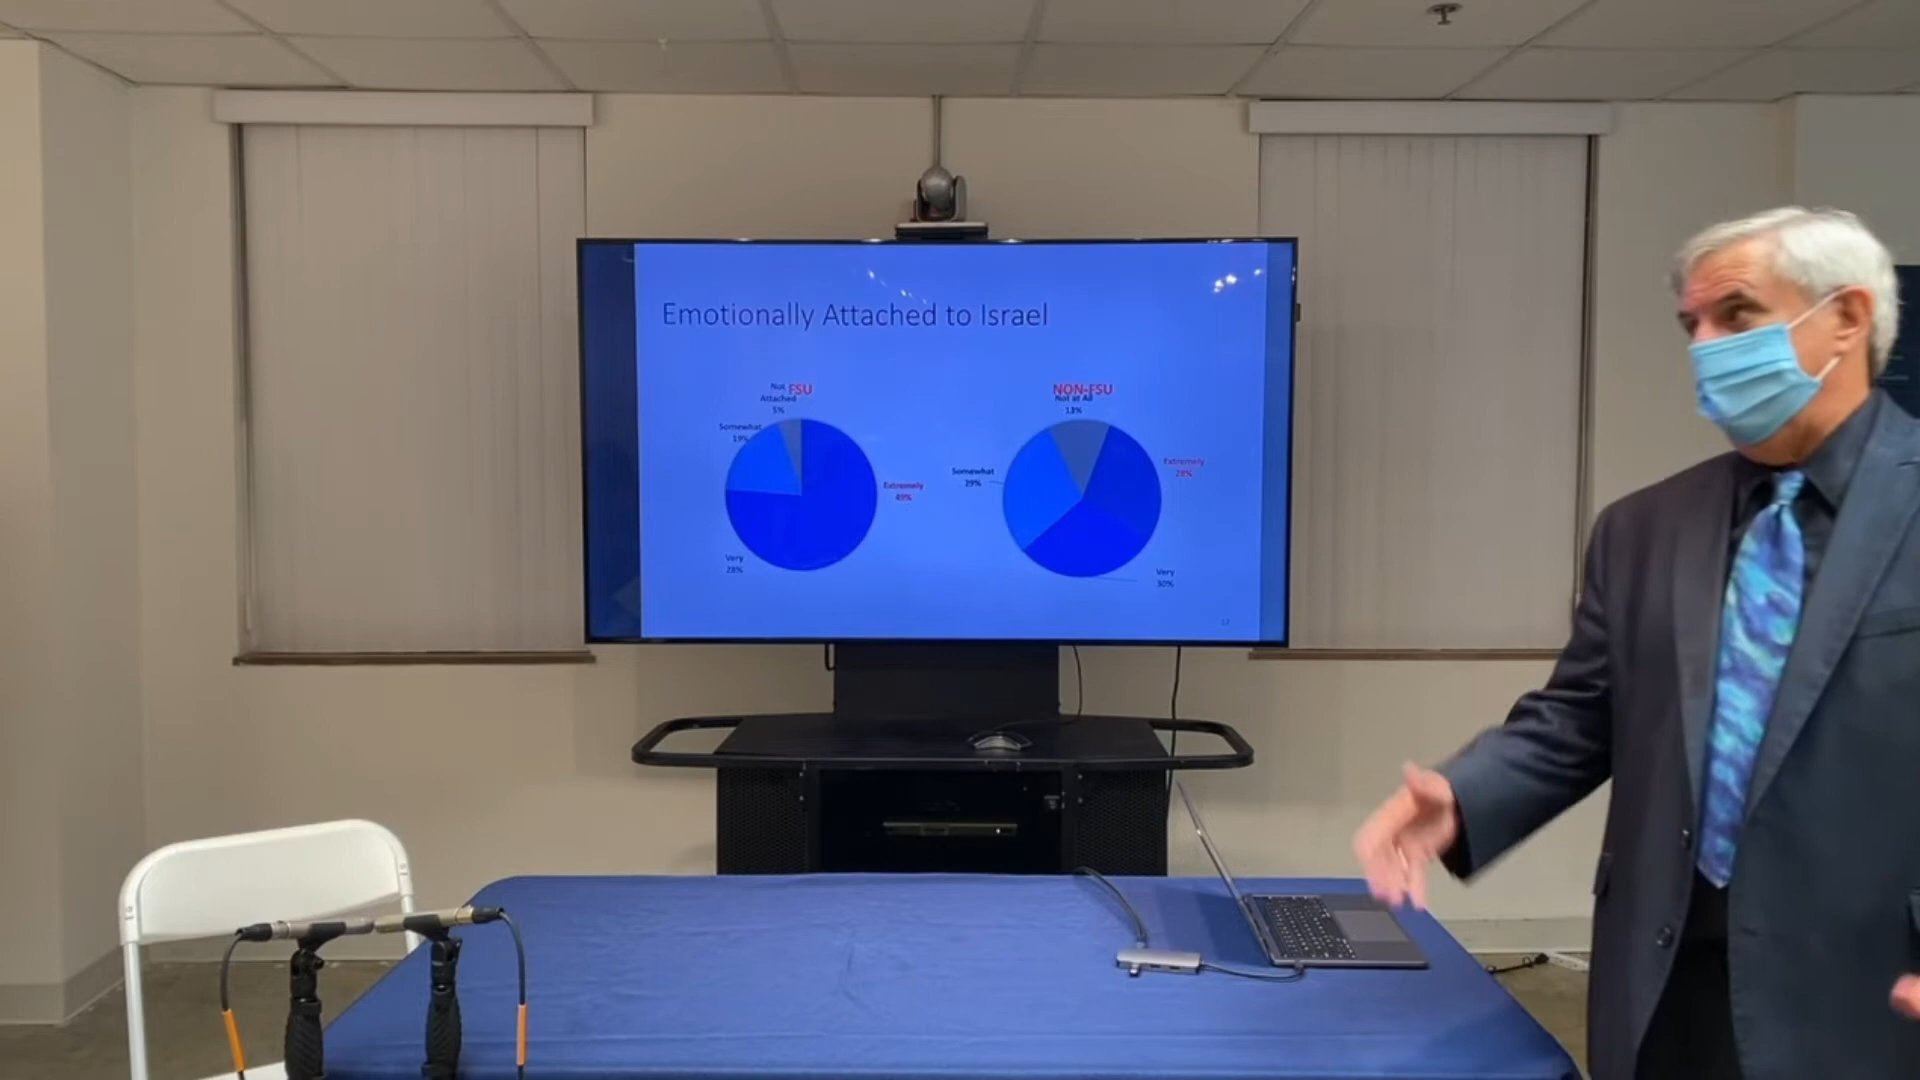 Emotionally Attached to Israel
FSU
Not
Attached
5%
Somewhat
19%
Extremely
49%
Very
28%
NON-FSU
Not at All
Somewhat
29%
Extremely
28%
Very
30%